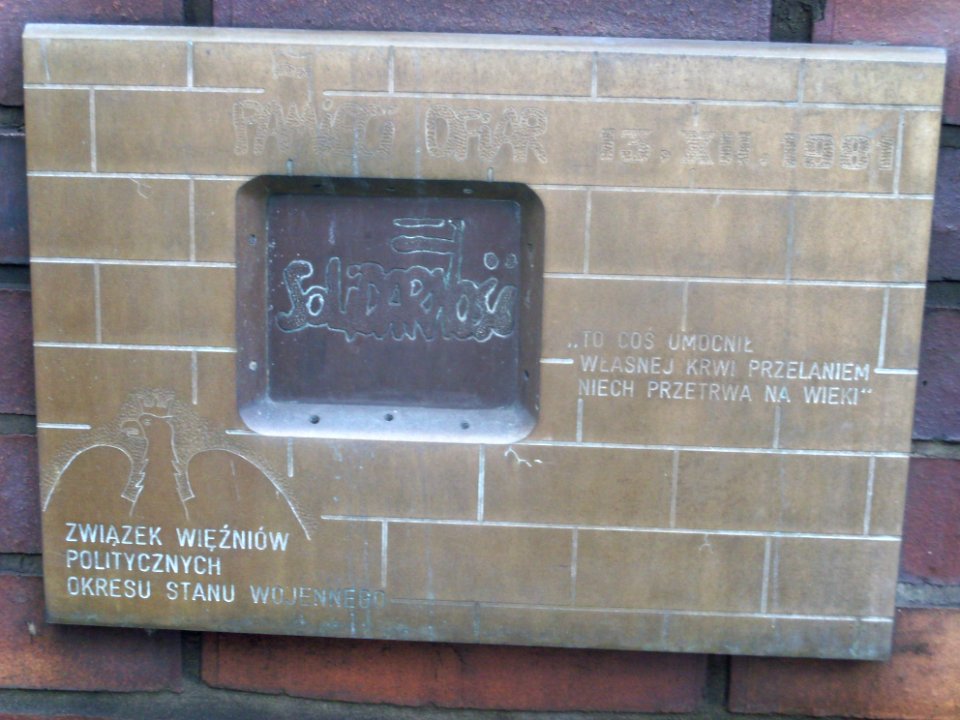 PAMIĘCI OFIAR 13.XII.1981
Solidarność
„TO COŚ UMOCNIŁ
WŁASNEJ KRWI PRZELANIEM
NIECH PRZETRWA NA WIEKI“
ZWIĄZEK WIĘŹNIÓW
POLITYCZNYCH
OKRESU STANU WOJENNEGO